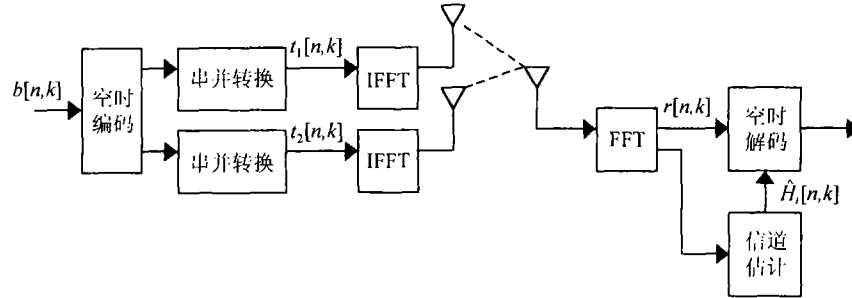 b[n,k]
空时
编码
串并转换
t₁[n,k]
IFFT
串并转换
t₂[n,k]
IFFT
FFT
r[n,k]
空时
解码
Ĥᵢ[n,k]
信道
估计